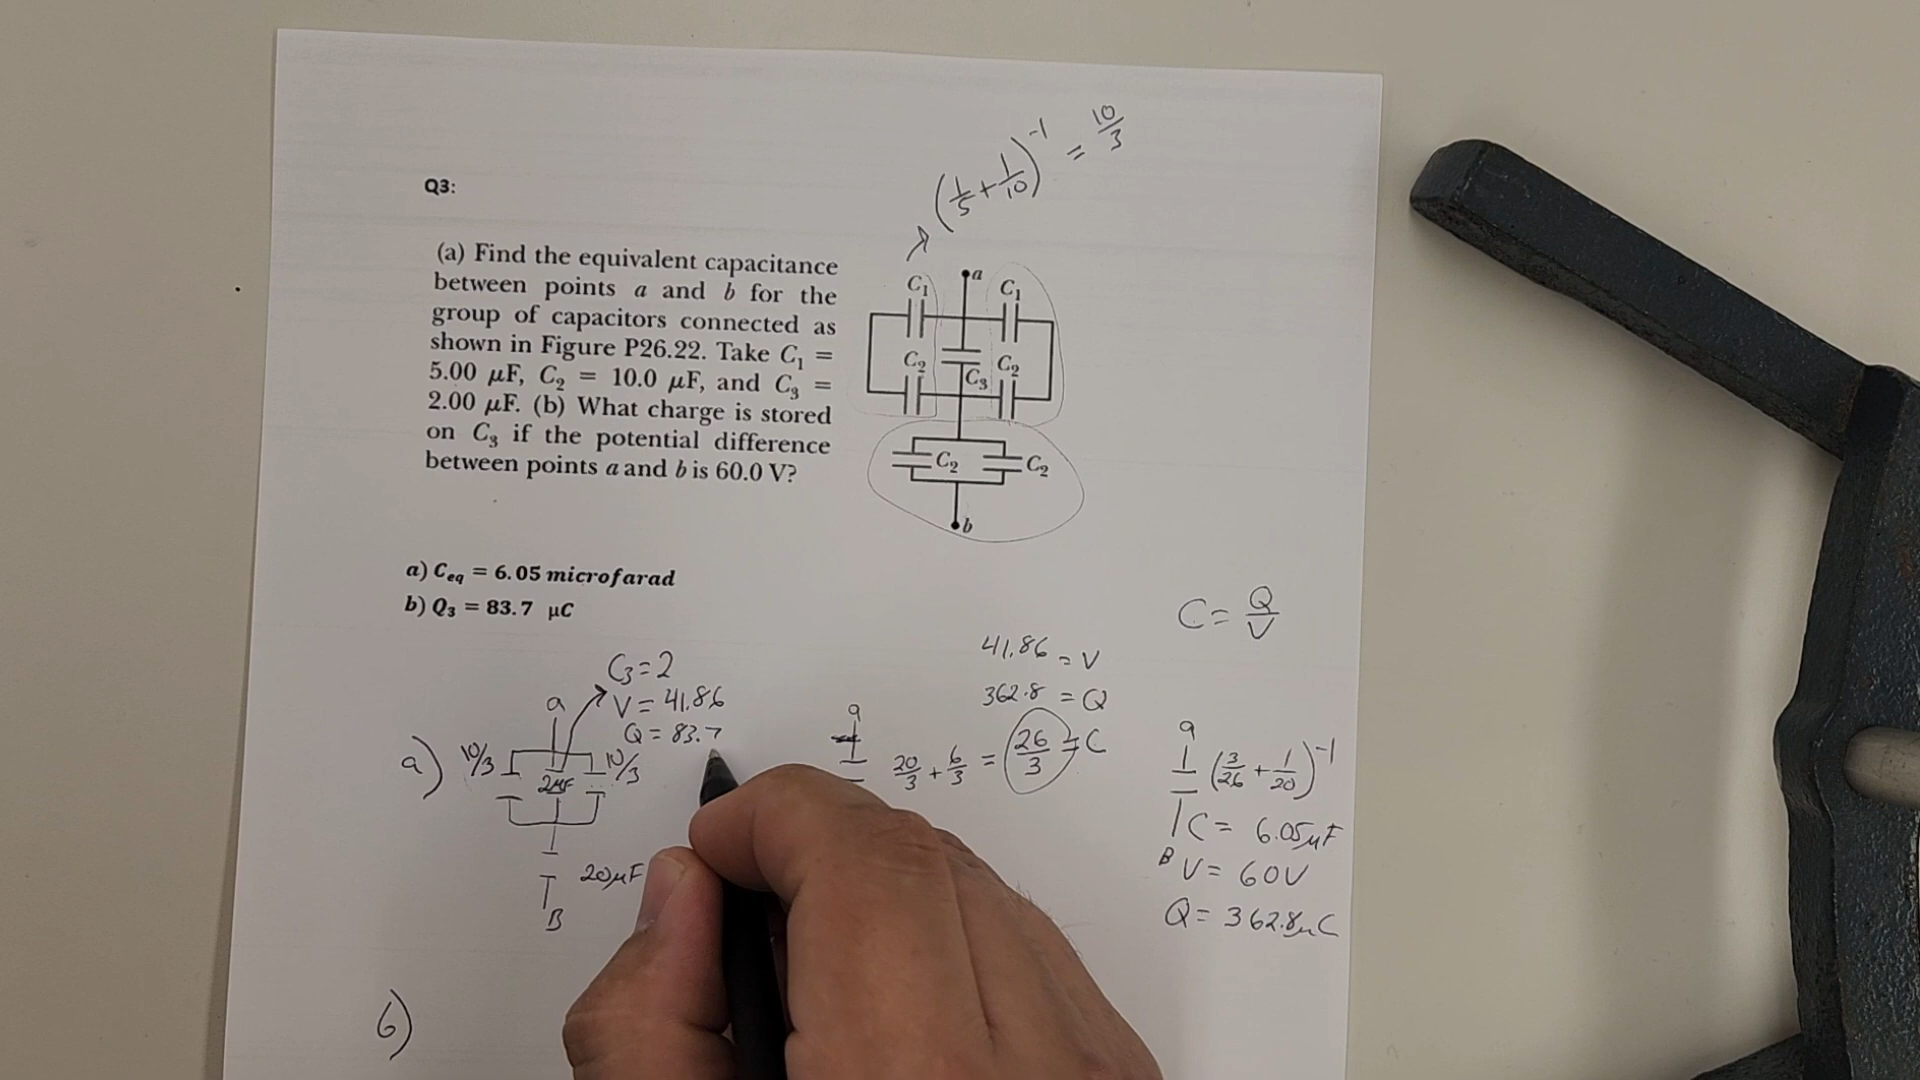 (1/5 + 1/10)^-1 = 10/3
Q3:
(a) Find the equivalent capacitance
between points a and b for the
group of capacitors connected as
shown in Figure P26.22. Take C₁ =
5.00 μF, C₂ = 10.0 μF, and C₃ =
2.00 μF. (b) What charge is stored
on C₃ if the potential difference
between points a and b is 60.0 V?
a
C₁ C₁
C₂ C₃ C₂
C₂ C₂
b
a) Ceq = 6.05 microfarad
b) Q₃ = 83.7 μC
C = Q/V
C₃ = 2
V = 41.86
Q = 83.7
a) 10/3 a 10/3
2μF
20μF
B
41.86 = V
362.8 = Q
a
20/3 + 6/3 = 26/3 = C
a
(3/26 + 1/20)^-1
C = 6.05μF
B
V = 60V
Q = 362.8μC
b)